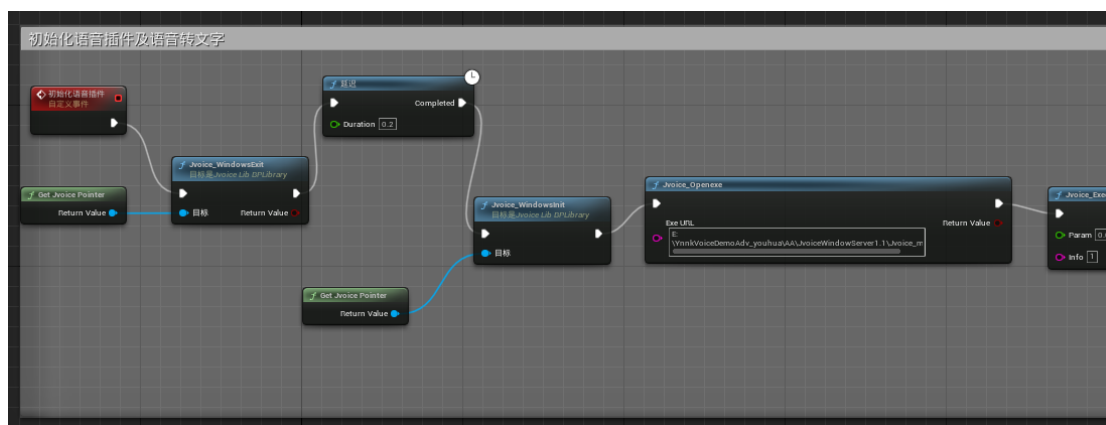 初始化语音插件及语音转文字
初始化语音插件
自定义事件
Get Jvoice Pointer
Return Value
Jvoice_WindowsExit
目标是Jvoice Lib BPLibrary
目标
Return Value
延迟
Completed
Duration 0.2
Get Jvoice Pointer
Return Value
Jvoice_WindowsInit
目标是Jvoice Lib BPLibrary
目标
Jvoice_Openexe
Exe URL
Return Value
E:
\YnnkVoiceDemoAdv_youhua\AA\JvoiceWindowServer1.1\Jvoice_m
Jvoice_Exe
Param 0.
Info 1